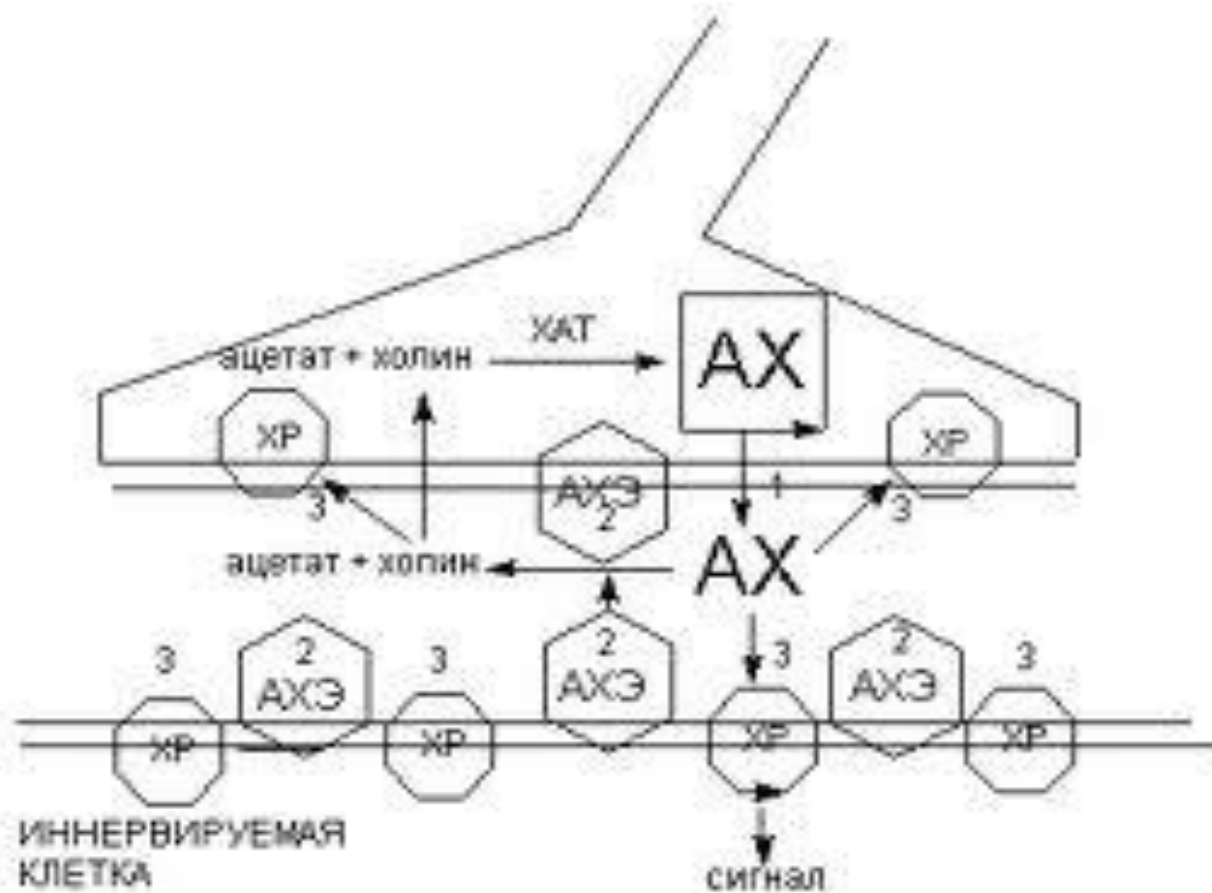 ХАТ
ацетат + холин
АХ
ХР
ХР
АХЭ
2
1
3
3
ацетат + холин
АХ
3
2
АХЭ
3
2
АХЭ
3
2
АХЭ
3
ХР
ХР
ХР
ХР
ИННЕРВИРУЕМАЯ
КЛЕТКА
сигнал